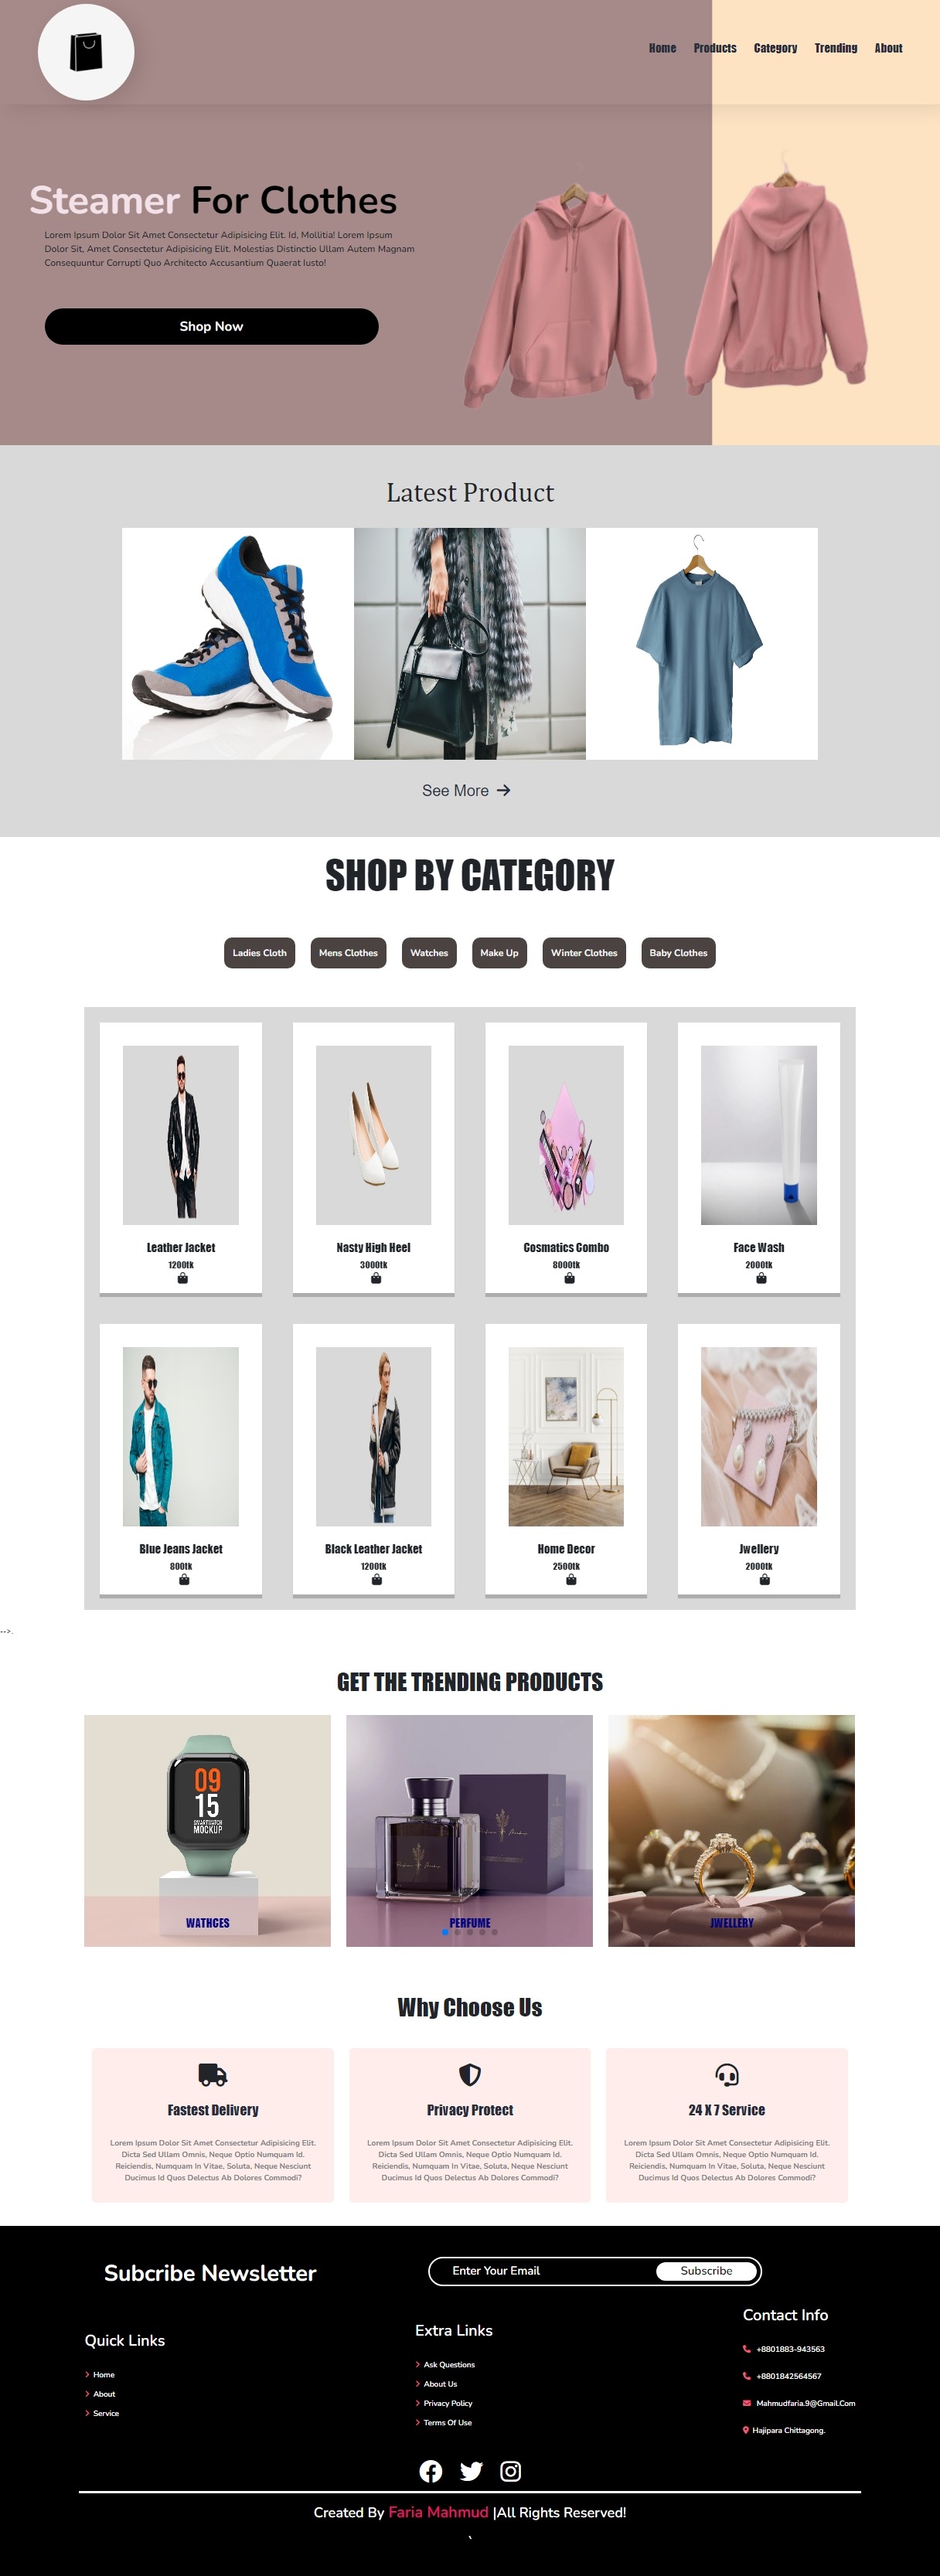 Home Products Category Trending About
Steamer For Clothes
Lorem Ipsum Dolor Sit Amet Consectetur Adipisicing Elit. Id, Mollitia! Lorem Ipsum
Dolor Sit, Amet Consectetur Adipisicing Elit. Molestias Distinctio Ullam Autem Magnam
Consequuntur Corrupti Quo Architecto Accusantium Quaerat Iusto!
Shop Now
Latest Product
See More
SHOP BY CATEGORY
Ladies Cloth Mens Clothes Watches Make Up Winter Clothes Baby Clothes
Leather Jacket Nasty High Heel Cosmatics Combo Face Wash
1200tk 3000tk 8000tk 2000tk
Blue Jeans Jacket Black Leather Jacket Home Decor Jwellery
800tk 1200tk 2500tk 2000tk
-->.
GET THE TRENDING PRODUCTS
09
15
SMARTWATCH
MOCKUP
WATHCES PERFUME JWELLERY
Why Choose Us
Fastest Delivery Privacy Protect 24 X 7 Service
Lorem Ipsum Dolor Sit Amet Consectetur Adipisicing Elit. Lorem Ipsum Dolor Sit Amet Consectetur Adipisicing Elit. Lorem Ipsum Dolor Sit Amet Consectetur Adipisicing Elit.
Dicta Sed Ullam Omnis, Neque Optio Numquam Id. Dicta Sed Ullam Omnis, Neque Optio Numquam Id. Dicta Sed Ullam Omnis, Neque Optio Numquam Id.
Reiciendis, Numquam In Vitae, Soluta, Neque Nesciunt Reiciendis, Numquam In Vitae, Soluta, Neque Nesciunt Reiciendis, Numquam In Vitae, Soluta, Neque Nesciunt
Ducimus Id Quos Delectus Ab Dolores Commodi? Ducimus Id Quos Delectus Ab Dolores Commodi? Ducimus Id Quos Delectus Ab Dolores Commodi?
Subcribe Newsletter
Enter Your Email Subscribe
Quick Links
Home
About
Service
Extra Links
Ask Questions
About Us
Privacy Policy
Terms Of Use
Contact Info
+8801883-943563
+8801842564567
Mahmudfaria.9@Gmail.Com
Hajipara Chittagong.
Created By Faria Mahmud |All Rights Reserved!
`